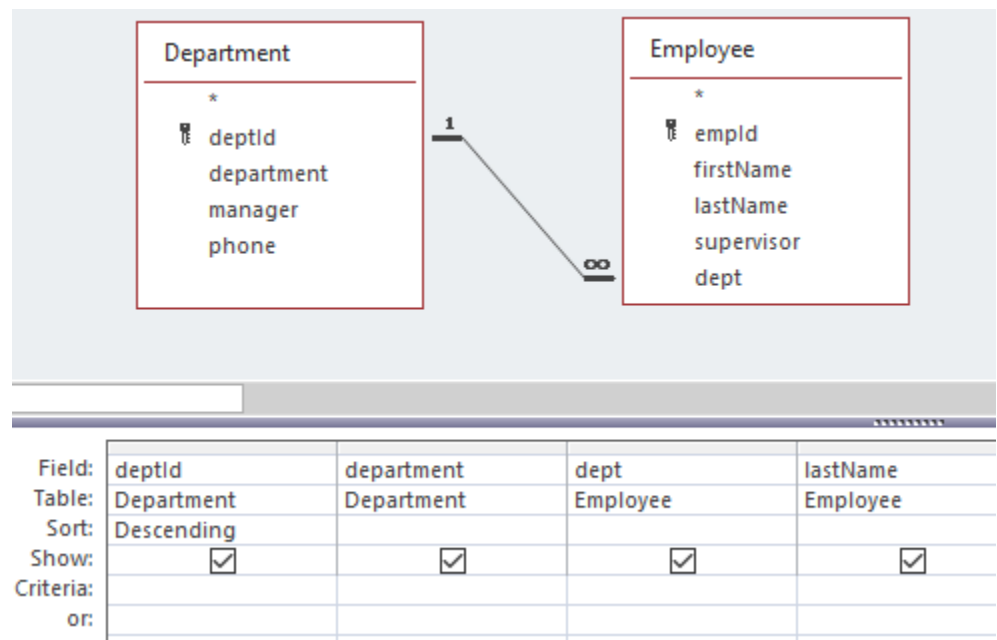 Department
*
deptId
department
manager
phone
1
∞
Employee
*
empId
firstName
lastName
supervisor
dept
Field: deptId department dept lastName
Table: Department Department Employee Employee
Sort: Descending
Show:
Criteria:
or: